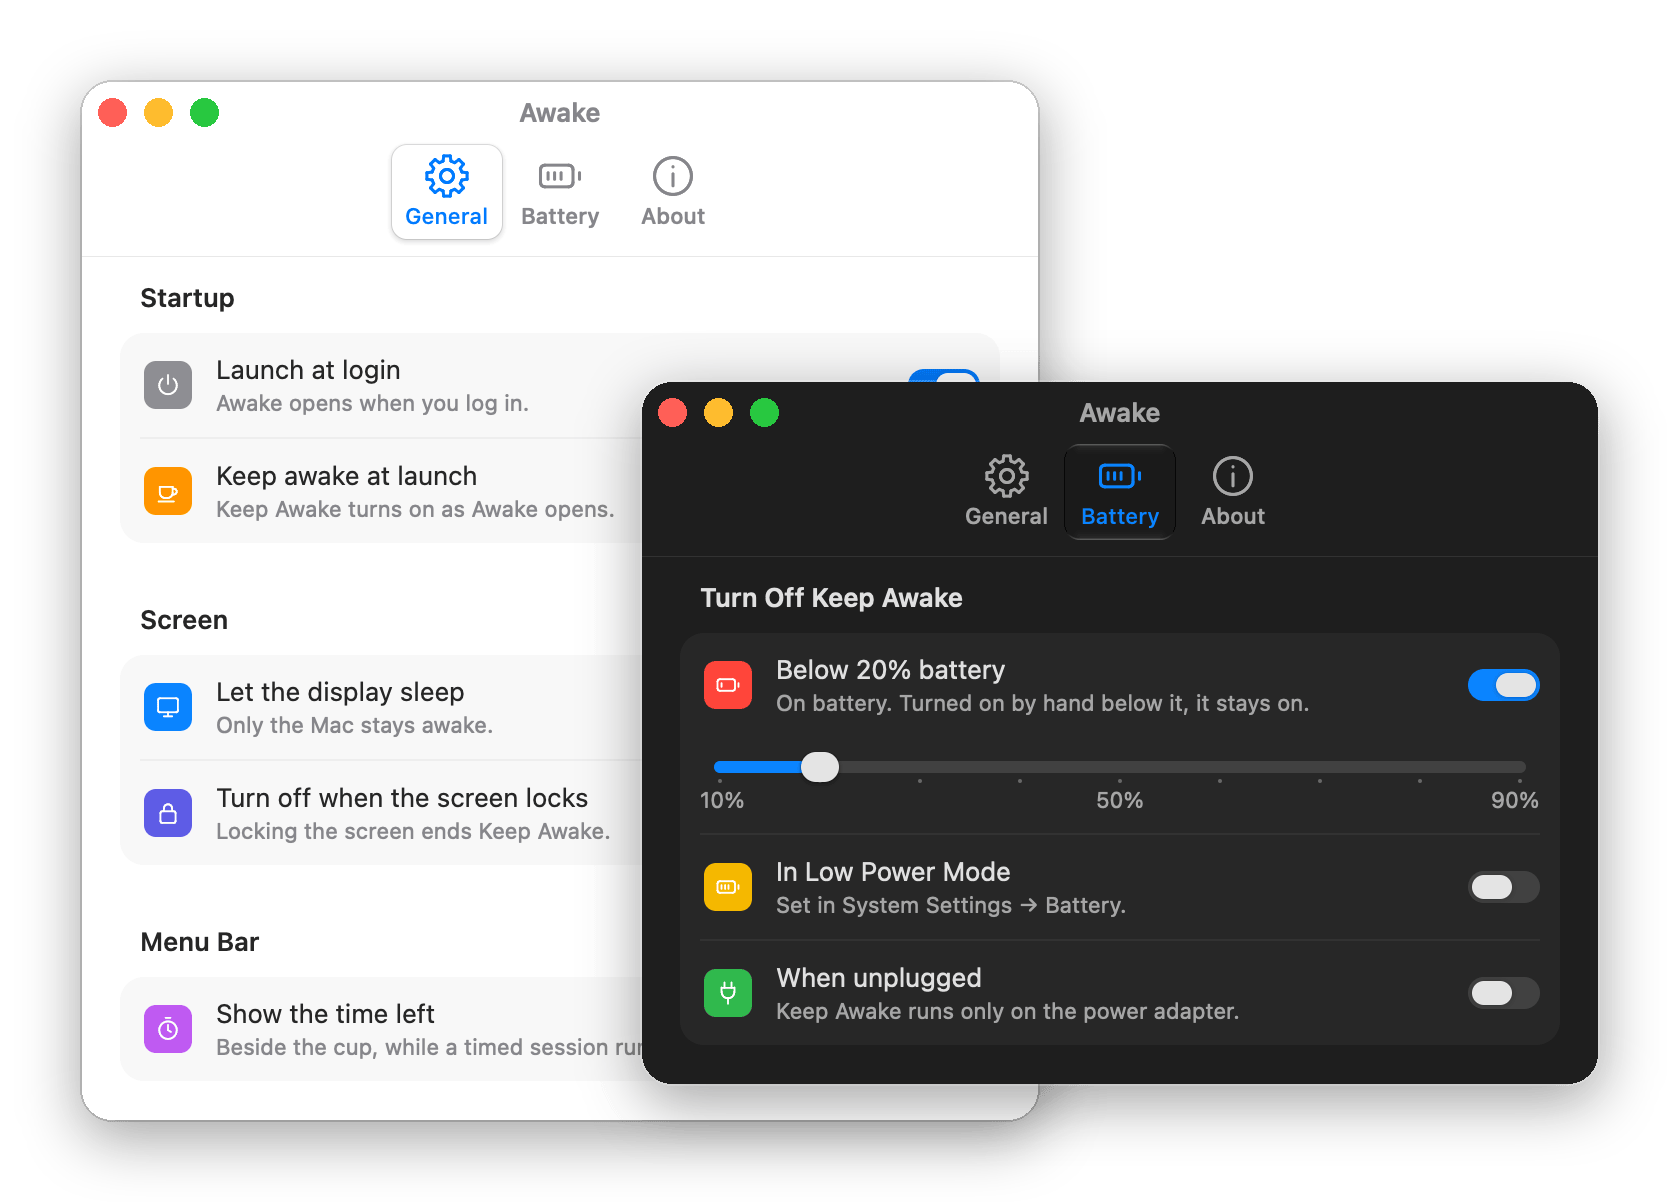 Awake
General
Battery
About
Startup
Launch at login
Awake opens when you log in.
Keep awake at launch
Keep Awake turns on as Awake opens.
Screen
Let the display sleep
Only the Mac stays awake.
Turn off when the screen locks
Locking the screen ends Keep Awake.
Menu Bar
Show the time left
Beside the cup, while a timed session
Awake
General
Battery
About
Turn Off Keep Awake
Below 20% battery
On battery. Turned on by hand below it, it stays on.
10%
50%
90%
In Low Power Mode
Set in System Settings → Battery.
When unplugged
Keep Awake runs only on the power adapter.